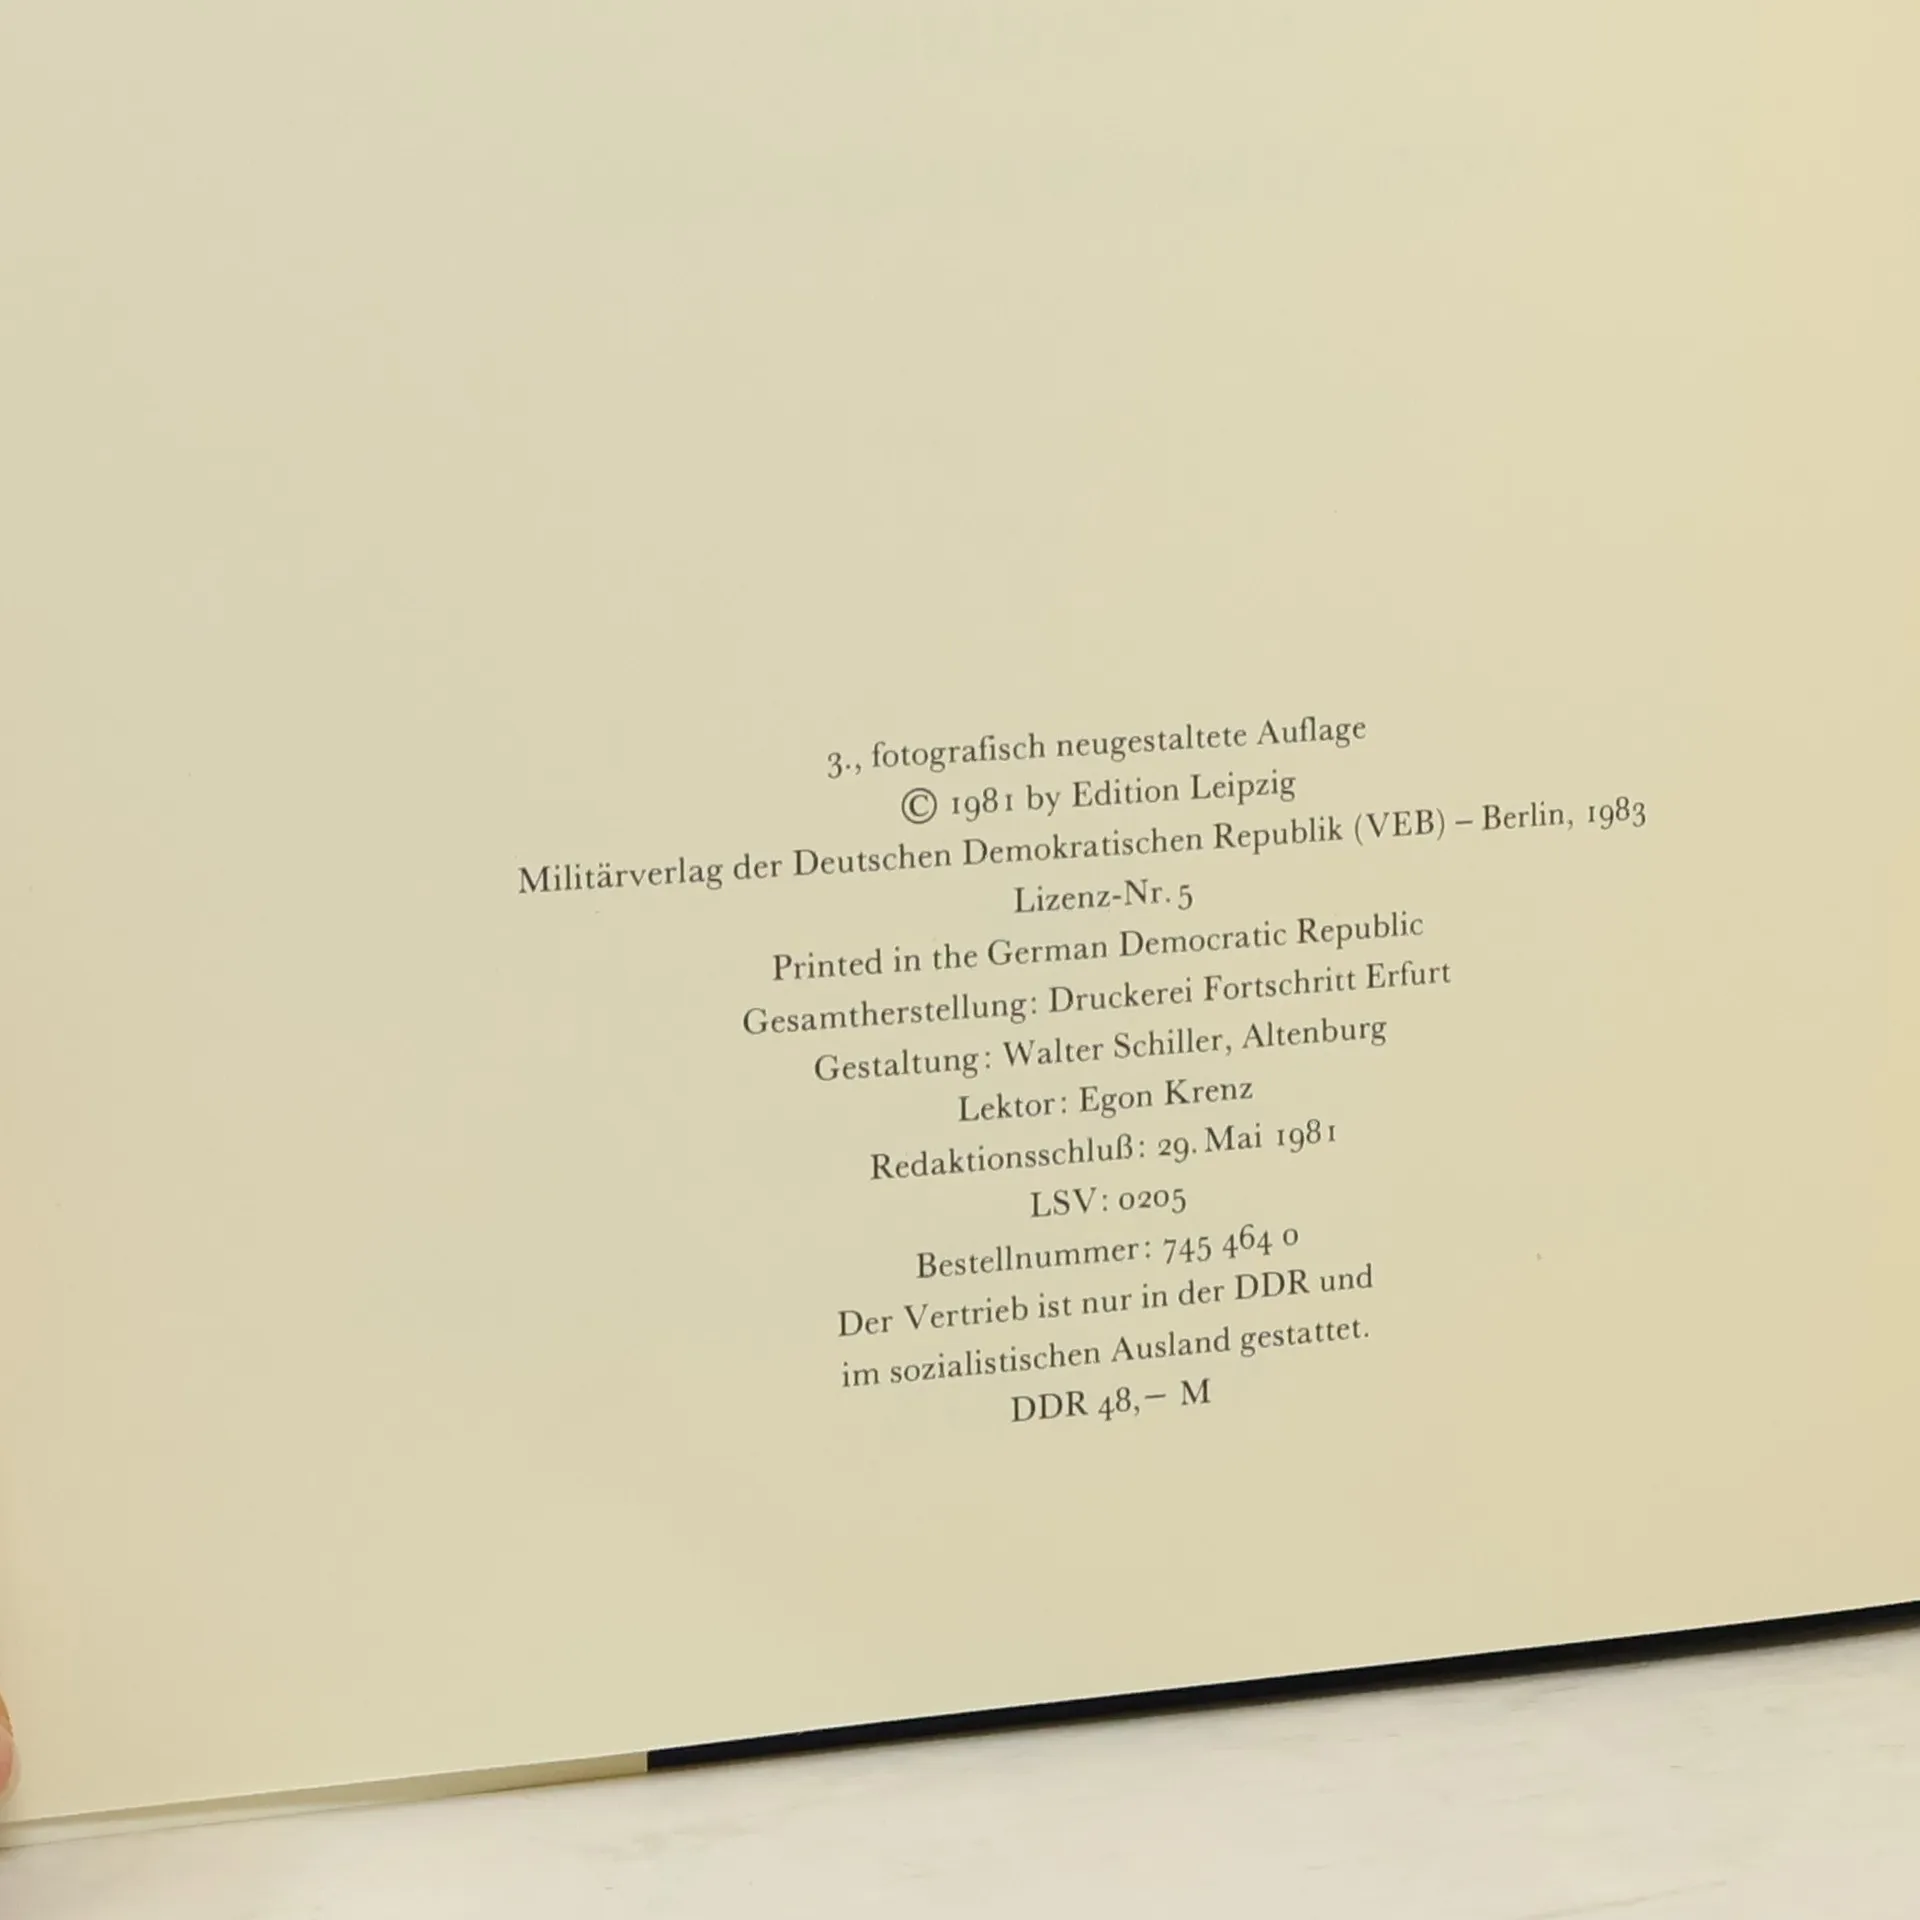 3., fotografisch neugestaltete Auflage
© 1981 by Edition Leipzig
Militärverlag der Deutschen Demokratischen Republik (VEB) – Berlin, 1983
Lizenz-Nr. 5
Printed in the German Democratic Republic
Gesamtherstellung: Druckerei Fortschritt Erfurt
Gestaltung: Walter Schiller, Altenburg
Lektor: Egon Krenz
Redaktionsschluß: 29. Mai 1981
LSV: 0205
Bestellnummer: 745 464 0
Der Vertrieb ist nur in der DDR und
im sozialistischen Ausland gestattet.
DDR 48,– M